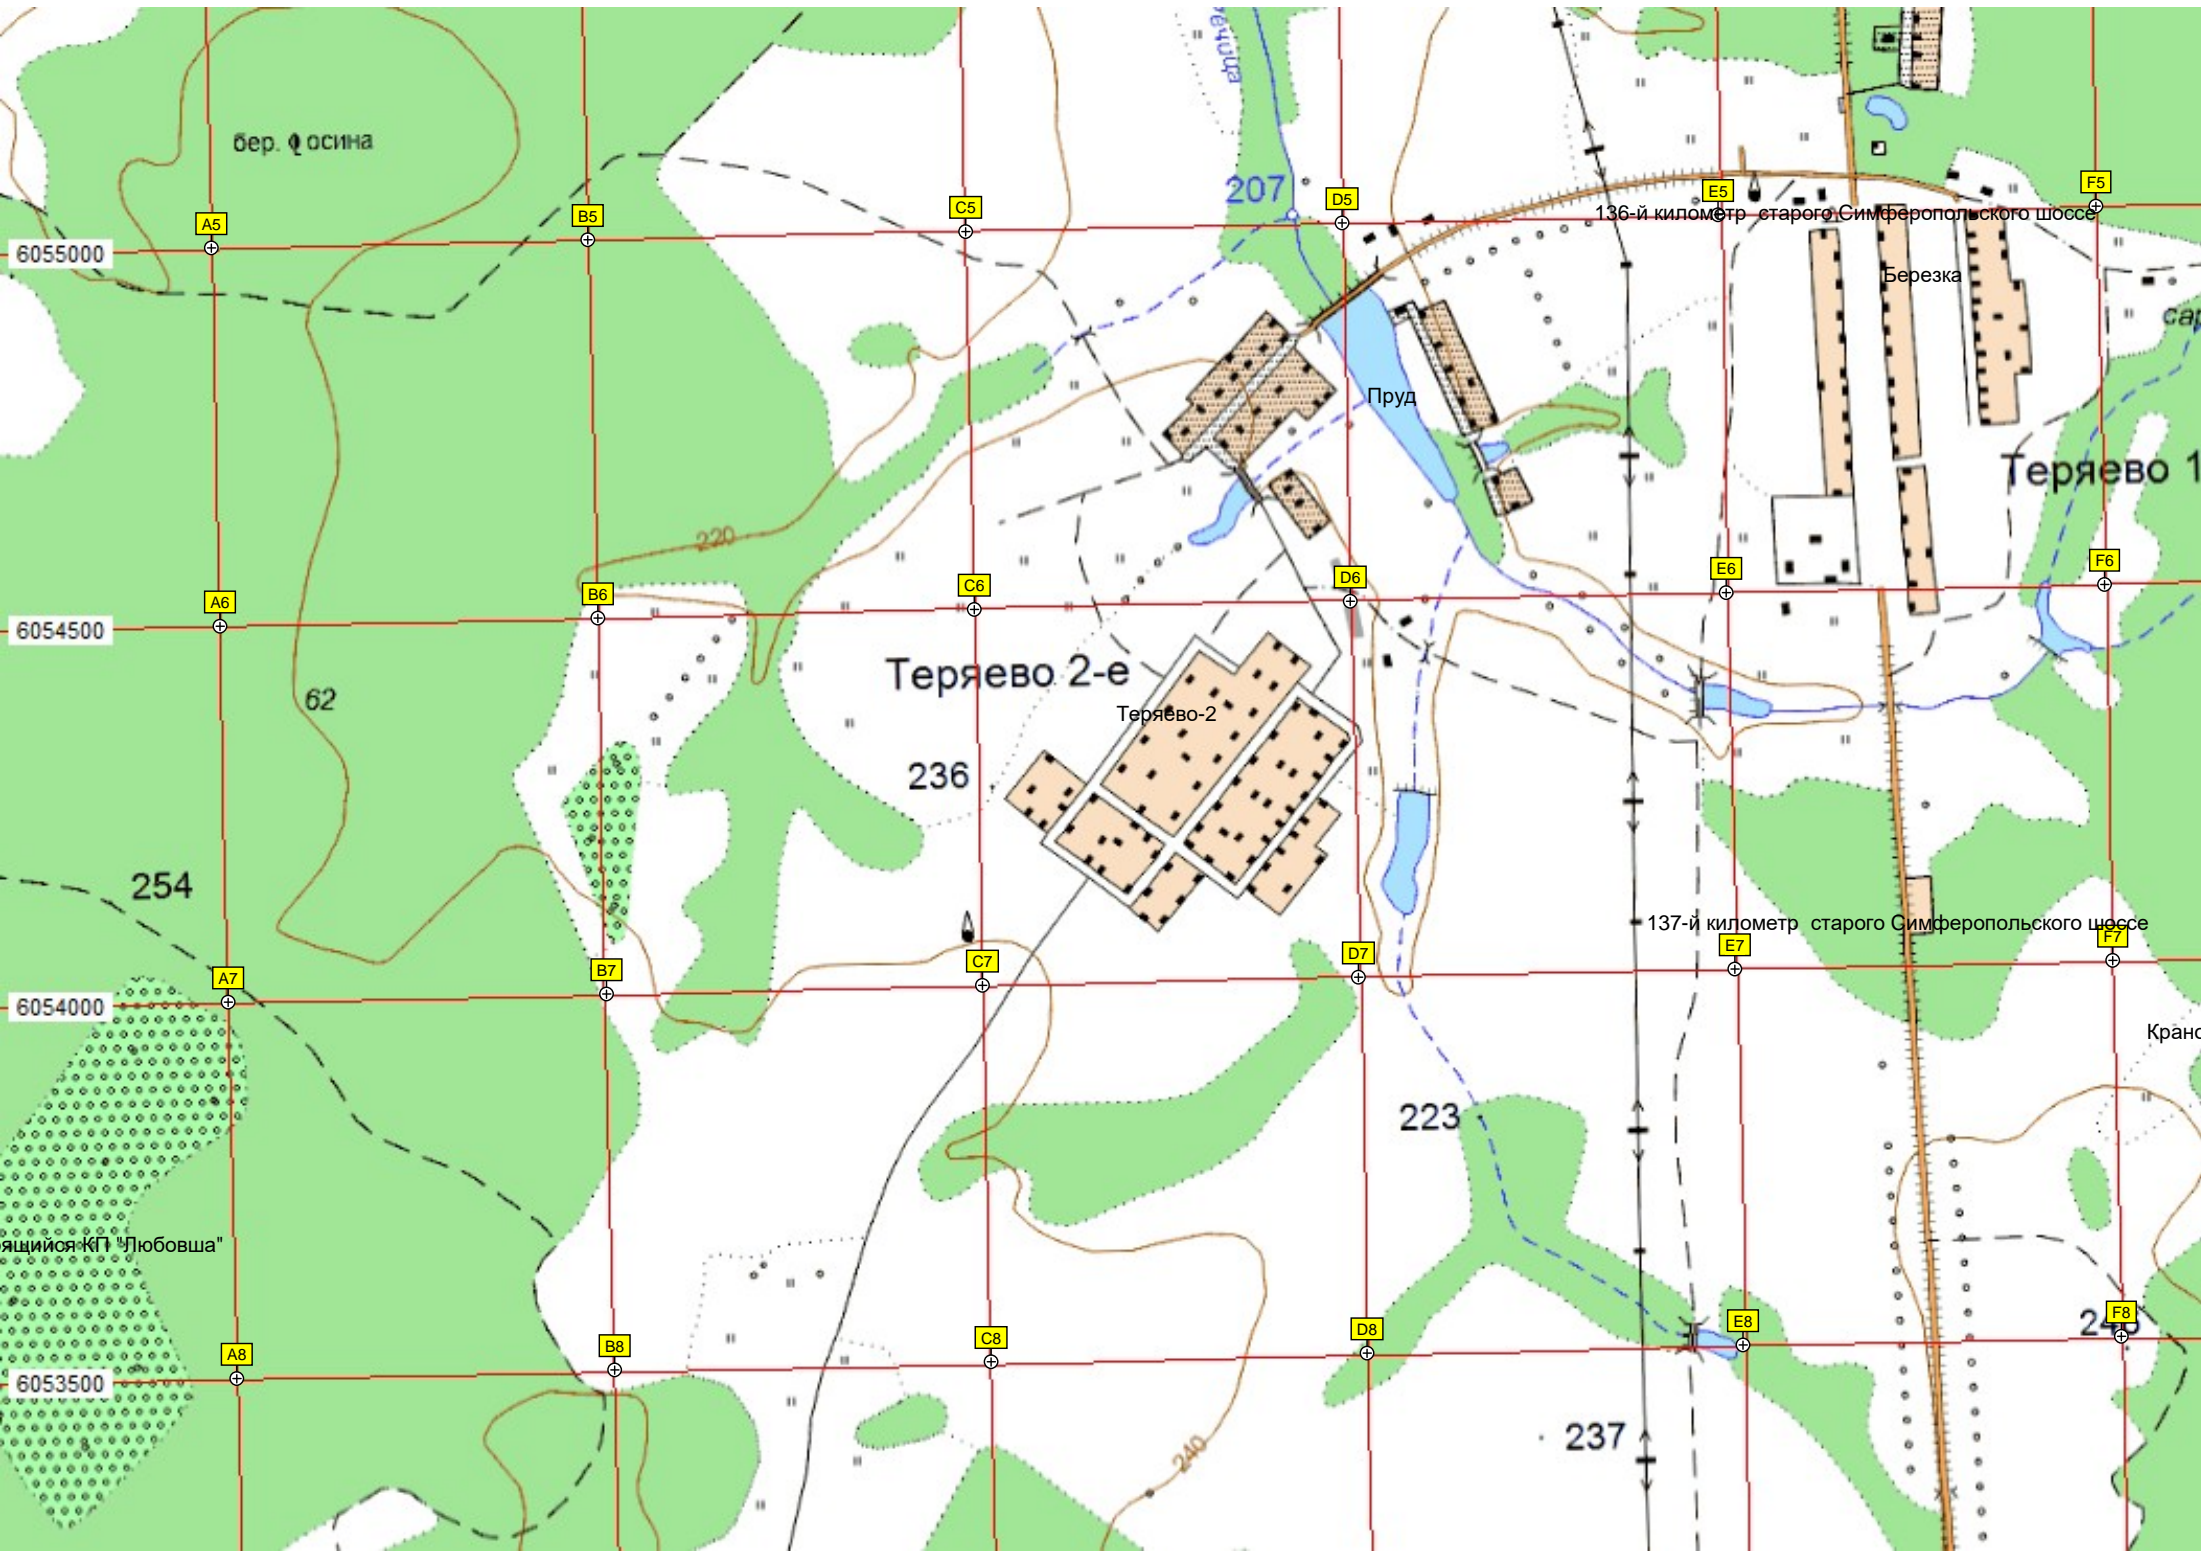 бер. осина
207
A5
B5
C5
D5
E5
F5
136-й километр старого Симферопольского шоссе
6055000
Березка
Пруд
Теряево 1
220
A6
B6
C6
D6
E6
F6
6054500
Теряево 2-е
62
Теряево-2
236
254
137-й километр старого Симферопольского шоссе
A7
B7
C7
D7
E7
F7
6054000
223
ящийся КП "Любовша"
A8
B8
C8
D8
E8
F8
6053500
237
240